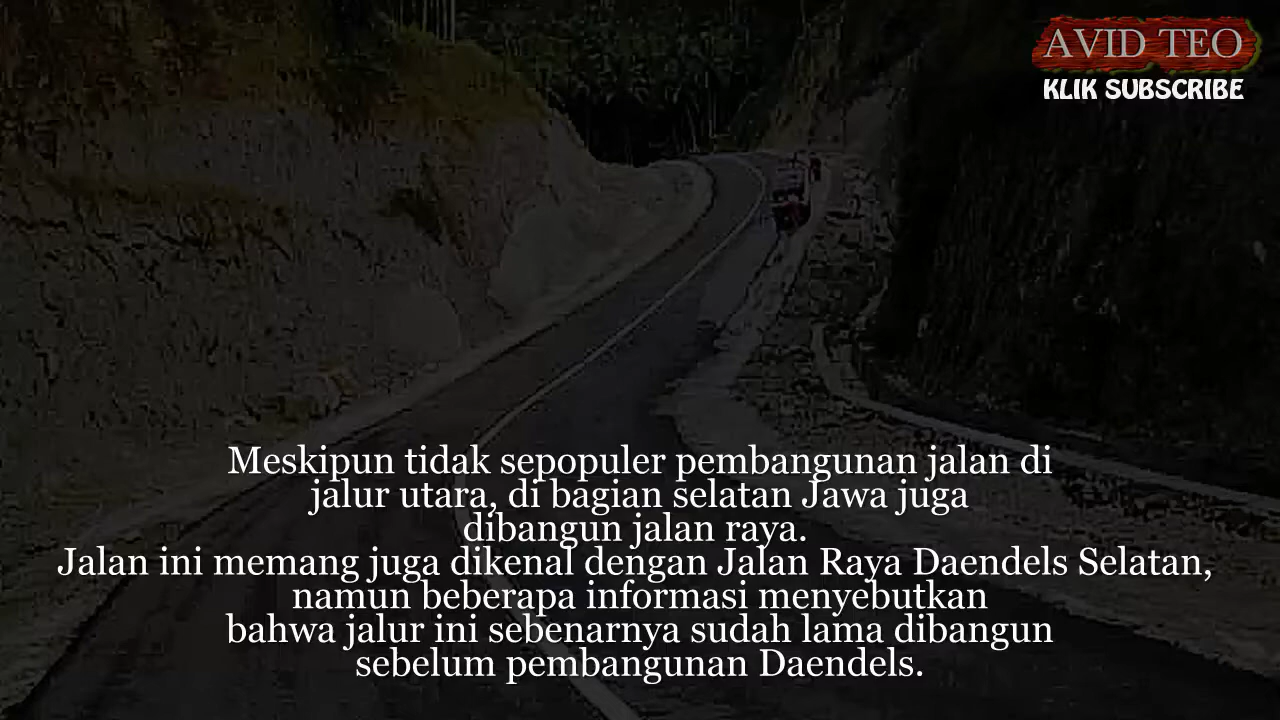 AVID TEO
KLIK SUBSCRIBE
Meskipun tidak sepopuler pembangunan jalan di
jalur utara, di bagian selatan Jawa juga
dibangun jalan raya.
Jalan ini memang juga dikenal dengan Jalan Raya Daendels Selatan,
namun beberapa informasi menyebutkan
bahwa jalur ini sebenarnya sudah lama dibangun
sebelum pembangunan Daendels.